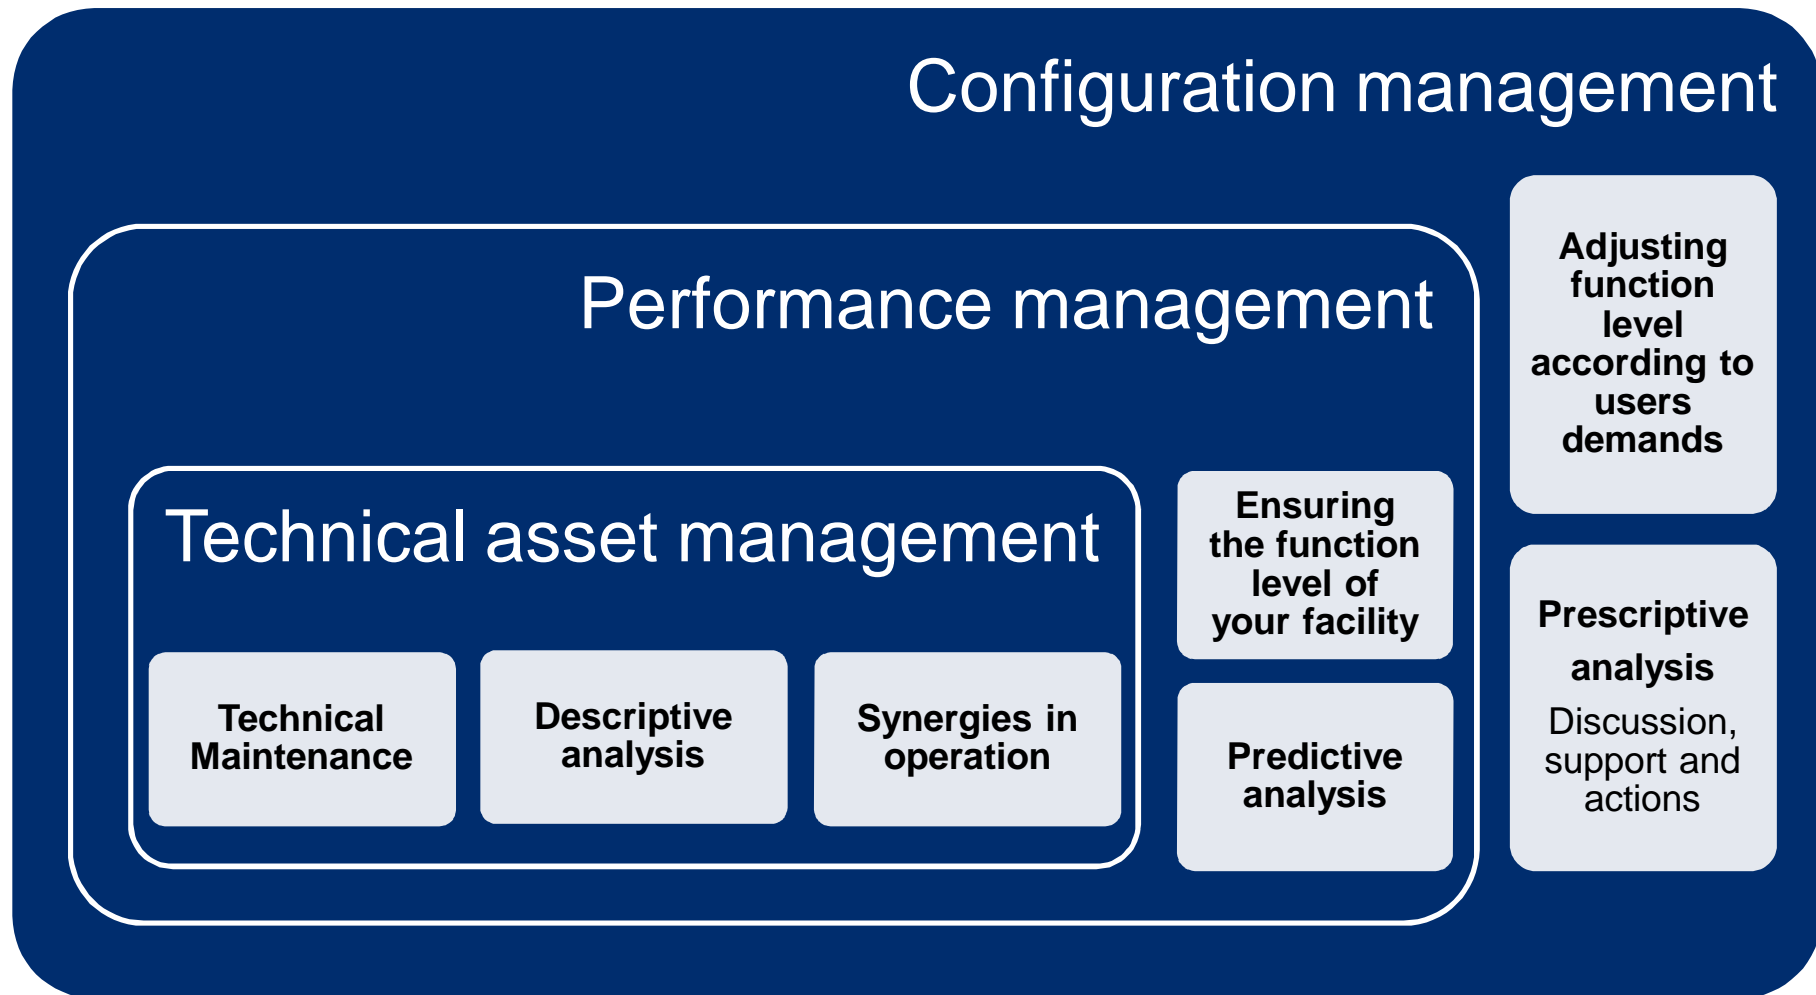 Configuration management
Performance management
Technical asset management
Technical
Maintenance
Descriptive
analysis
Synergies in
operation
Ensuring
the function
level of
your facility
Predictive
analysis
Adjusting
function
level
according to
users
demands
Prescriptive
analysis
Discussion,
support and
actions